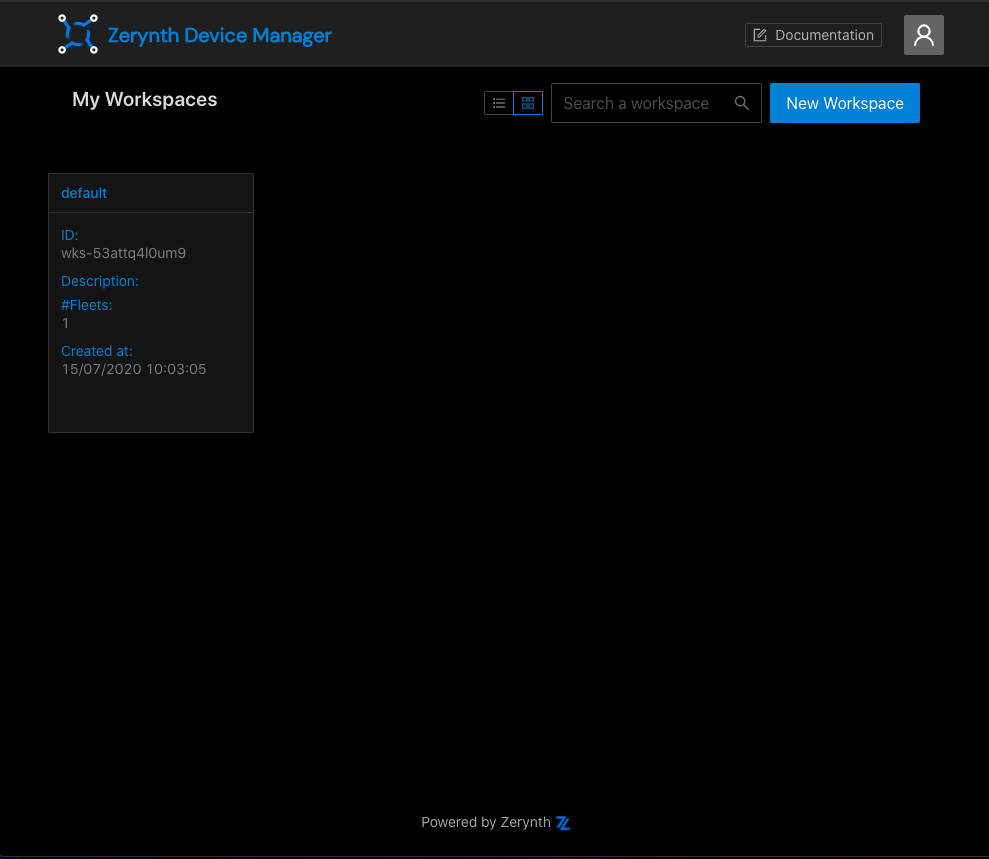 Zerynth Device Manager
Documentation
My Workspaces
Search a workspace
New Workspace
default
ID:
wks-53attq4l0um9
Description:
#Fleets:
1
Created at:
15/07/2020 10:03:05
Powered by Zerynth